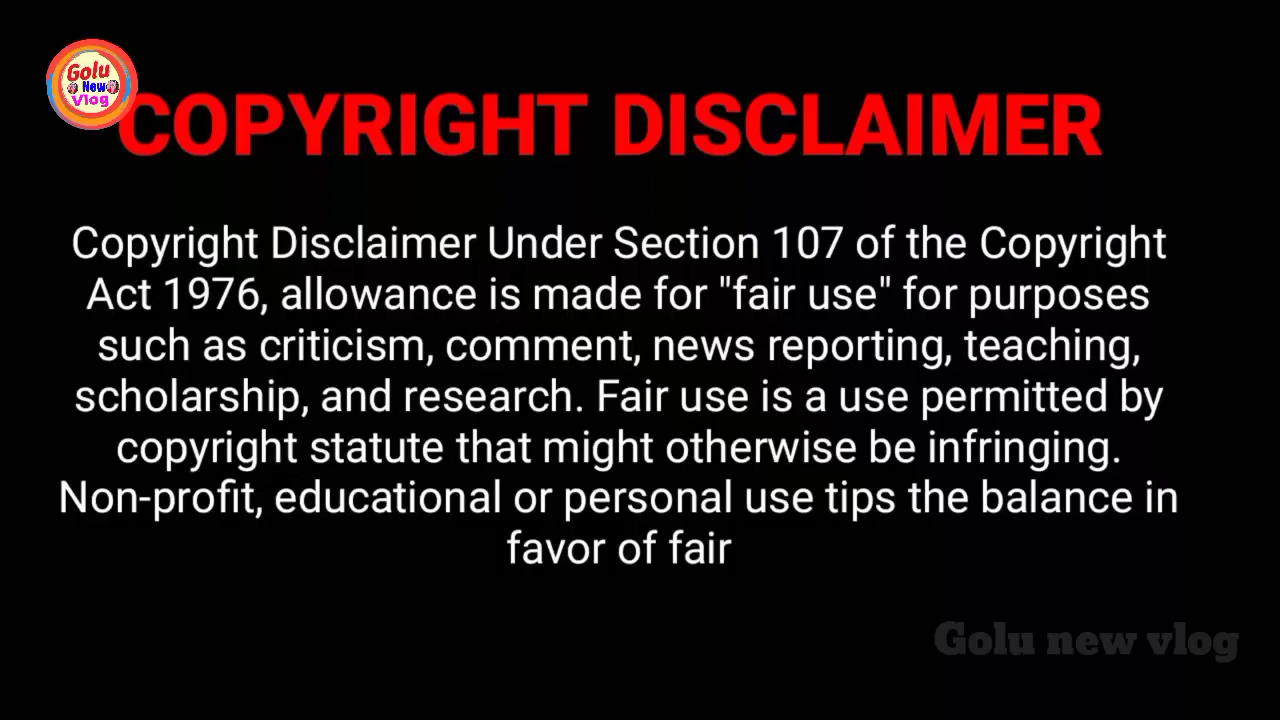 Golu
New
Vlog
COPYRIGHT DISCLAIMER
Copyright Disclaimer Under Section 107 of the Copyright
Act 1976, allowance is made for "fair use" for purposes
such as criticism, comment, news reporting, teaching,
scholarship, and research. Fair use is a use permitted by
copyright statute that might otherwise be infringing.
Non-profit, educational or personal use tips the balance in
favor of fair
Golu new vlog